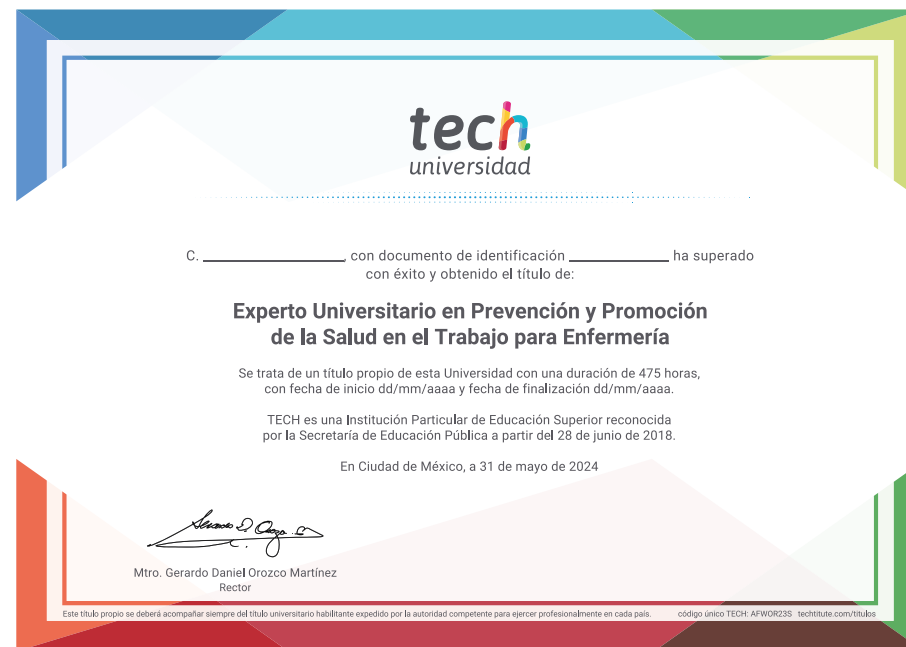 tech
universidad
C. ____________________, con documento de identificación ______________ ha superado
con éxito y obtenido el título de:
Experto Universitario en Prevención y Promoción
de la Salud en el Trabajo para Enfermería
Se trata de un título propio de esta Universidad con una duración de 475 horas,
con fecha de inicio dd/mm/aaaa y fecha de finalización dd/mm/aaaa.
TECH es una Institución Particular de Educación Superior reconocida
por la Secretaría de Educación Pública a partir del 28 de junio de 2018.
En Ciudad de México, a 31 de mayo de 2024
Mtro. Gerardo Daniel Orozco Martínez
Rector
Este título propio se deberá acompañar siempre del título universitario habilitante expedido por la autoridad competente para ejercer profesionalmente en cada país. código único TECH: AFWOR23S techtitute.com/titulos